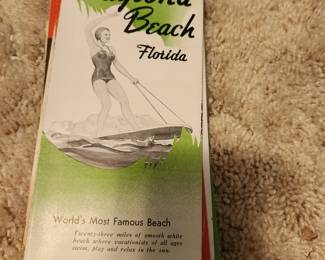 Daytona
Beach
Florida
World's Most Famous Beach
Twenty-three miles of smooth white
beach where vacationists of all ages
swim, play and relax in the sun.